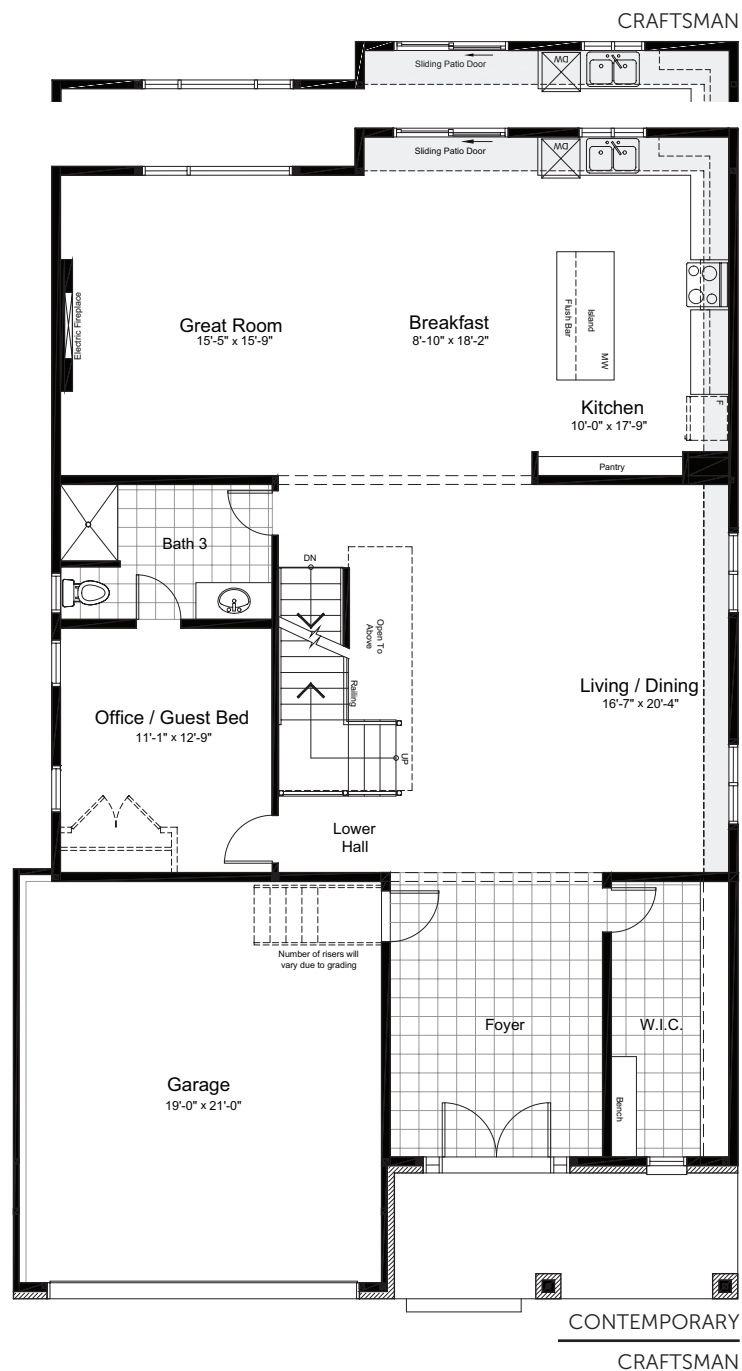 CRAFTSMAN
Sliding Patio Door
DW
Sliding Patio Door
DW
Electric Fireplace
Great Room
15'-5" x 15'-9"
Breakfast
8'-10" x 18'-2"
Island
Flush Bar
MW
Kitchen
10'-0" x 17'-9"
F
Pantry
Bath 3
DN
Open To
Above
Railing
UP
Living / Dining
16'-7" x 20'-4"
Office / Guest Bed
11'-1" x 12'-9"
Lower
Hall
Number of risers will
vary due to grading
Foyer
W.I.C.
Bench
Garage
19'-0" x 21'-0"
CONTEMPORARY
CRAFTSMAN